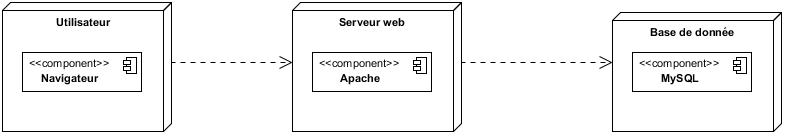 Utilisateur
<<component>>
Navigateur
Serveur web
<<component>>
Apache
Base de donnée
<<component>>
MySQL